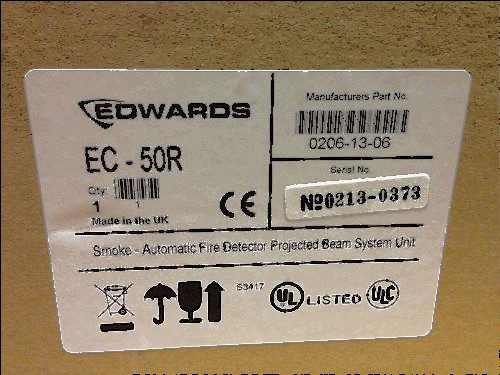 EDWARDS
EC - 50R
Qty:
1
1
Made in the UK
CE
Manufacturers Part No.
0206-13-06
Serial No.
№0213-0373
Smoke - Automatic Fire Detector Projected Beam System Unit
S3417
UL LISTED ULC